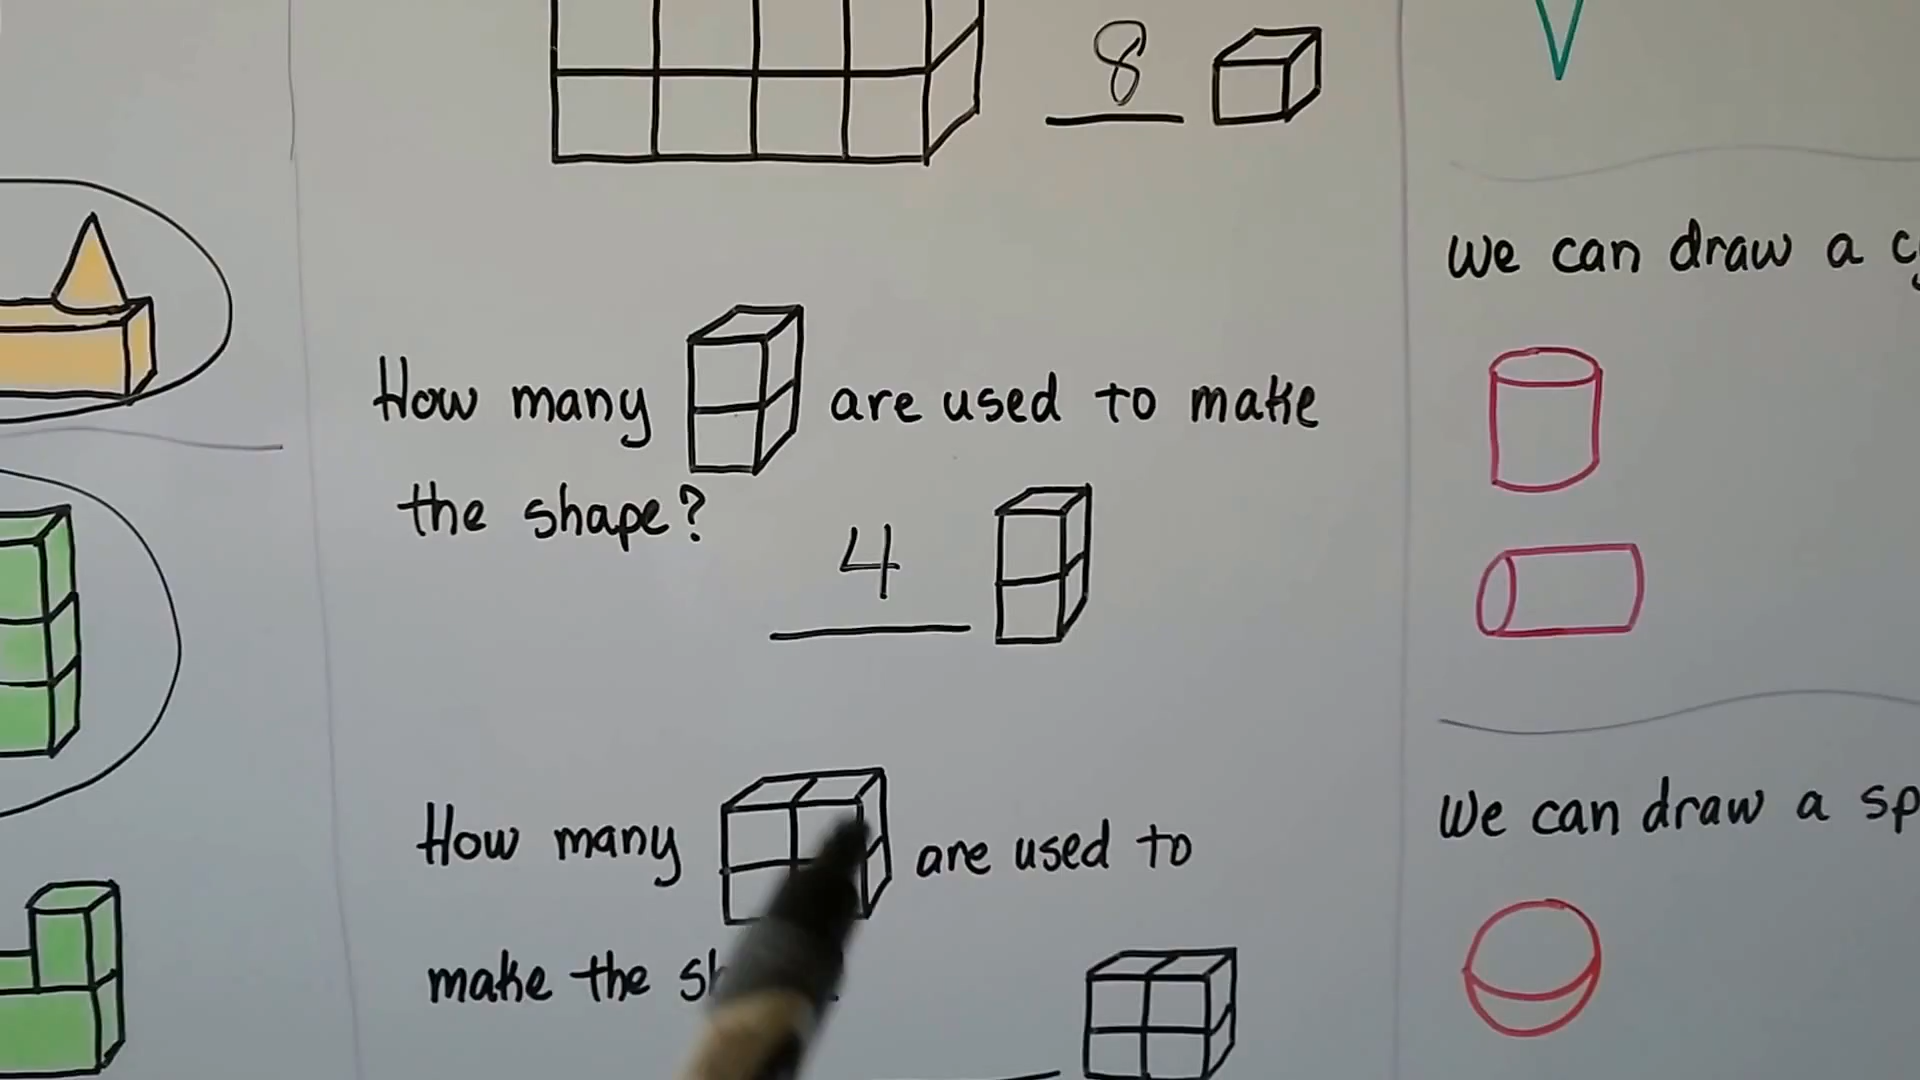 8
How many are used to make
the shape?
4
How many are used to
make the
we can draw a
We can draw a